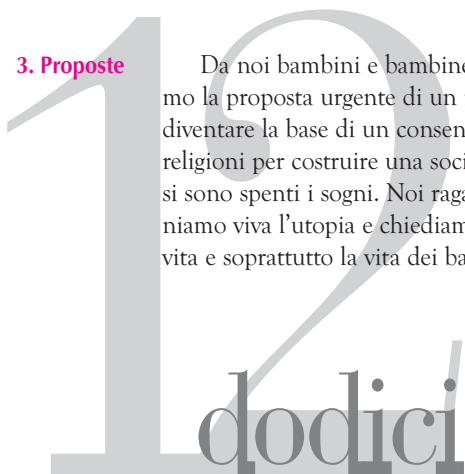 12
3. Proposte
Da noi bambini e bambine
mo la proposta urgente di un
diventare la base di un consen
religioni per costruire una soci
si sono spenti i sogni. Noi raga
niamo viva l'utopia e chiediam
vita e soprattutto la vita dei ba
dodici